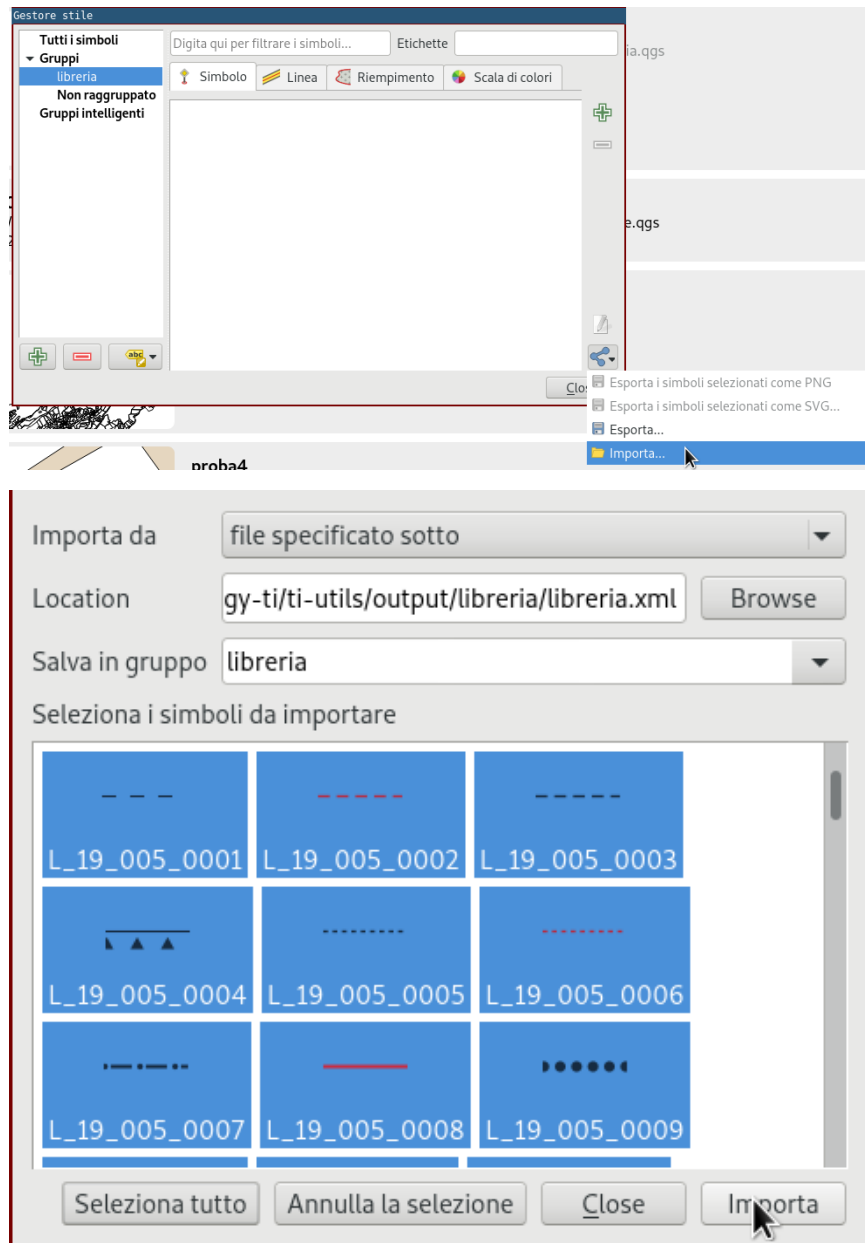 Gestore stile
Tutti i simboli
Gruppi
libreria
Non raggruppato
Gruppi intelligenti
Digita qui per filtrare i simboli... Etichette
Simbolo Linea Riempimento Scala di colori
ia.qgs
e.qgs
abc
Clo
Esporta i simboli selezionati come PNG
Esporta i simboli selezionati come SVG...
Esporta...
Importa...
proba4
Importa da file specificato sotto
Location gy-ti/ti-utils/output/libreria/libreria.xml Browse
Salva in gruppo libreria
Seleziona i simboli da importare
L_19_005_0001 L_19_005_0002 L_19_005_0003
L_19_005_0004 L_19_005_0005 L_19_005_0006
L_19_005_0007 L_19_005_0008 L_19_005_0009
Seleziona tutto Annulla la selezione Close Importa